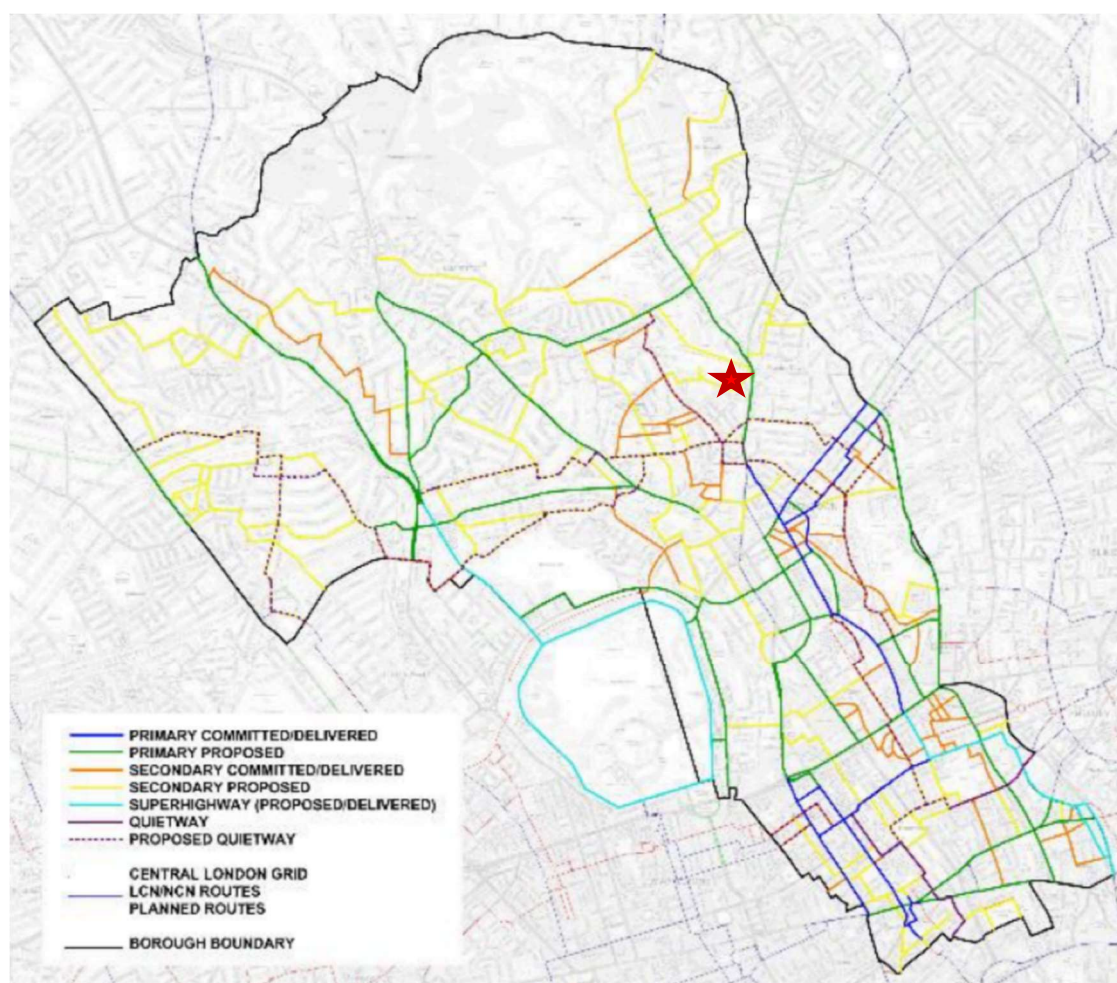 PRIMARY COMMITTED/DELIVERED
PRIMARY PROPOSED
SECONDARY COMMITTED/DELIVERED
SECONDARY PROPOSED
SUPERHIGHWAY (PROPOSED/DELIVERED)
QUIETWAY
PROPOSED QUIETWAY
CENTRAL LONDON GRID
LCN/NCN ROUTES
PLANNED ROUTES
BOROUGH BOUNDARY